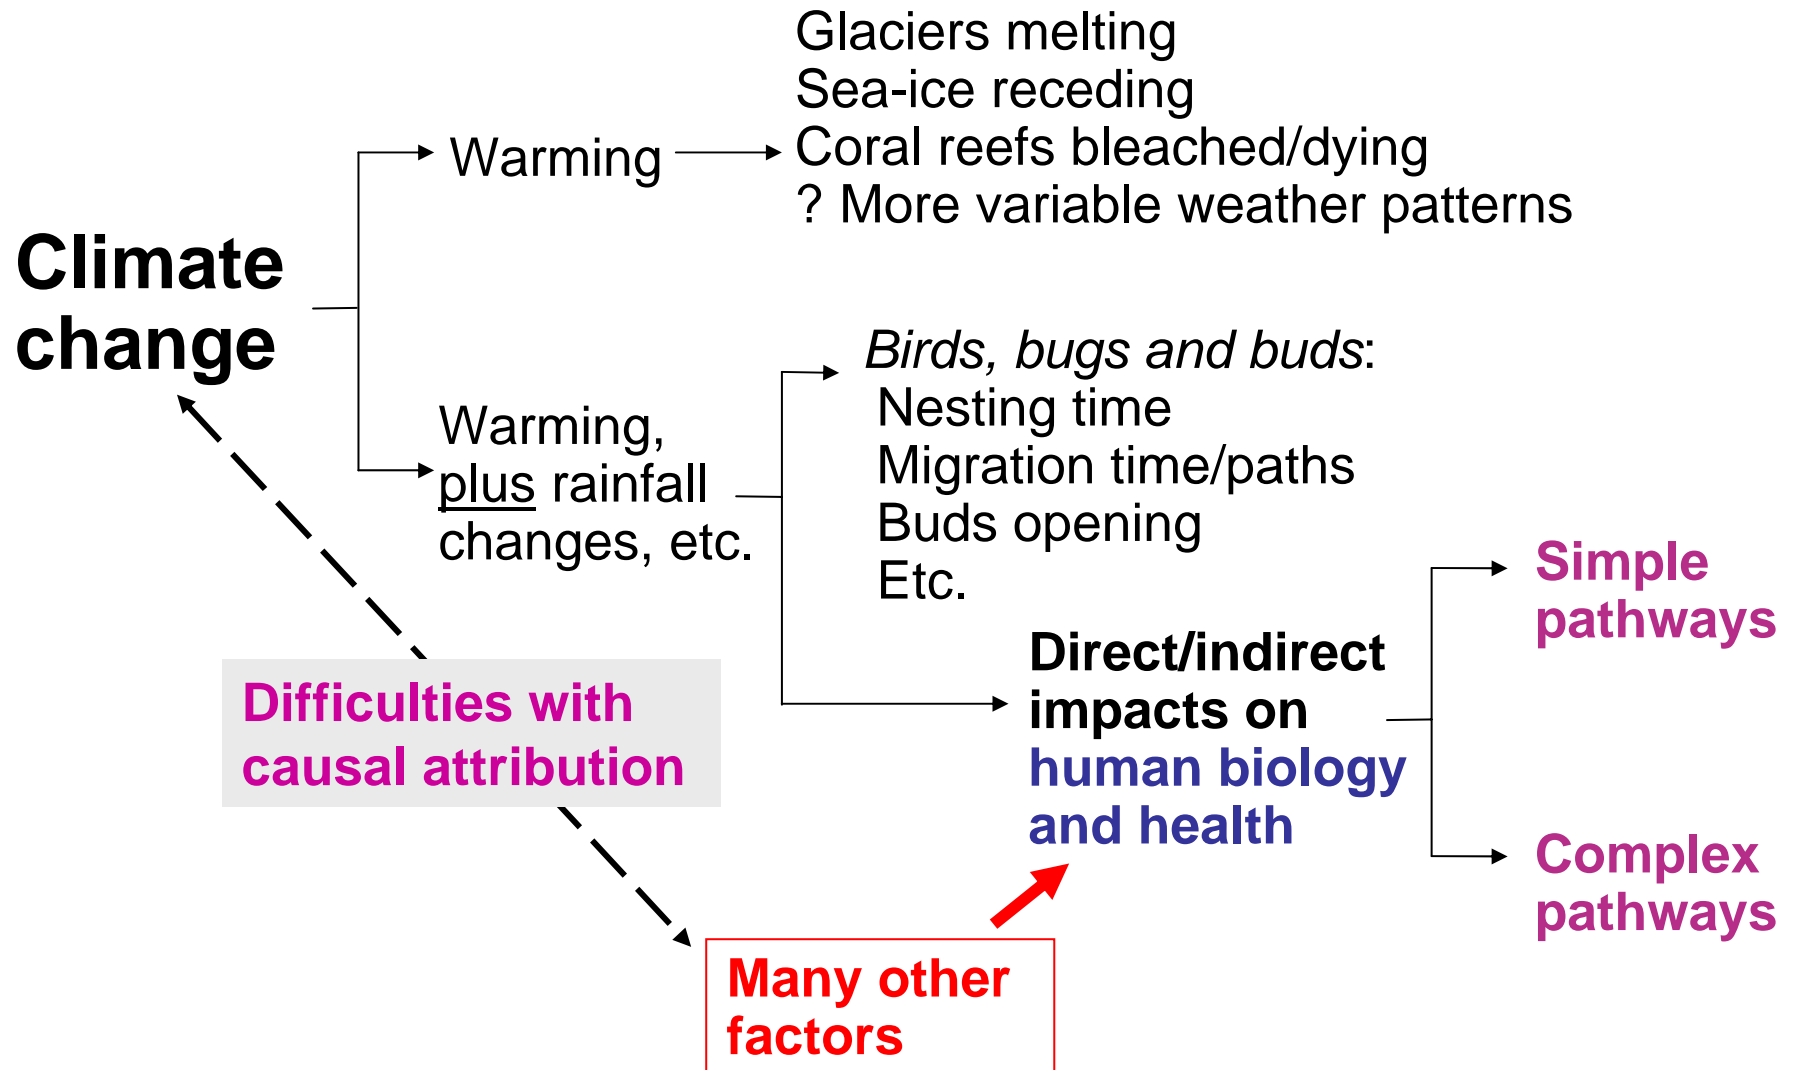 Glaciers melting
Sea-ice receding
Coral reefs bleached/dying
? More variable weather patterns
Warming
Climate
change
Warming,
plus rainfall
changes, etc.
Birds, bugs and buds:
Nesting time
Migration time/paths
Buds opening
Etc.
Direct/indirect
impacts on
human biology
and health
Simple
pathways
Complex
pathways
Difficulties with
causal attribution
Many other
factors